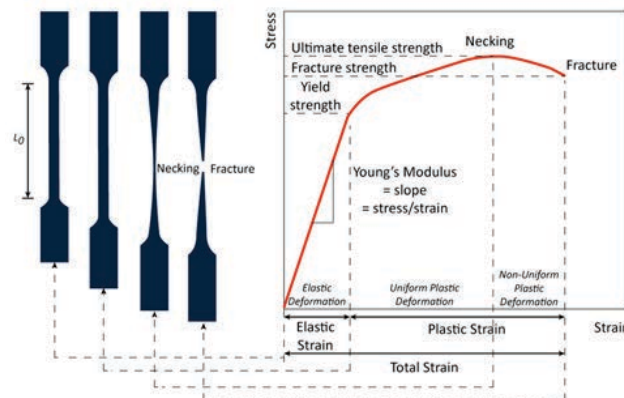 Stress
Ultimate tensile strength
Necking
Fracture strength
Fracture
Yield
strength
L0
Necking
Fracture
Young's Modulus
= slope
= stress/strain
Elastic
Deformation
Uniform Plastic
Deformation
Non-Uniform
Plastic
Deformation
Elastic
Strain
Plastic Strain
Strain
Total Strain